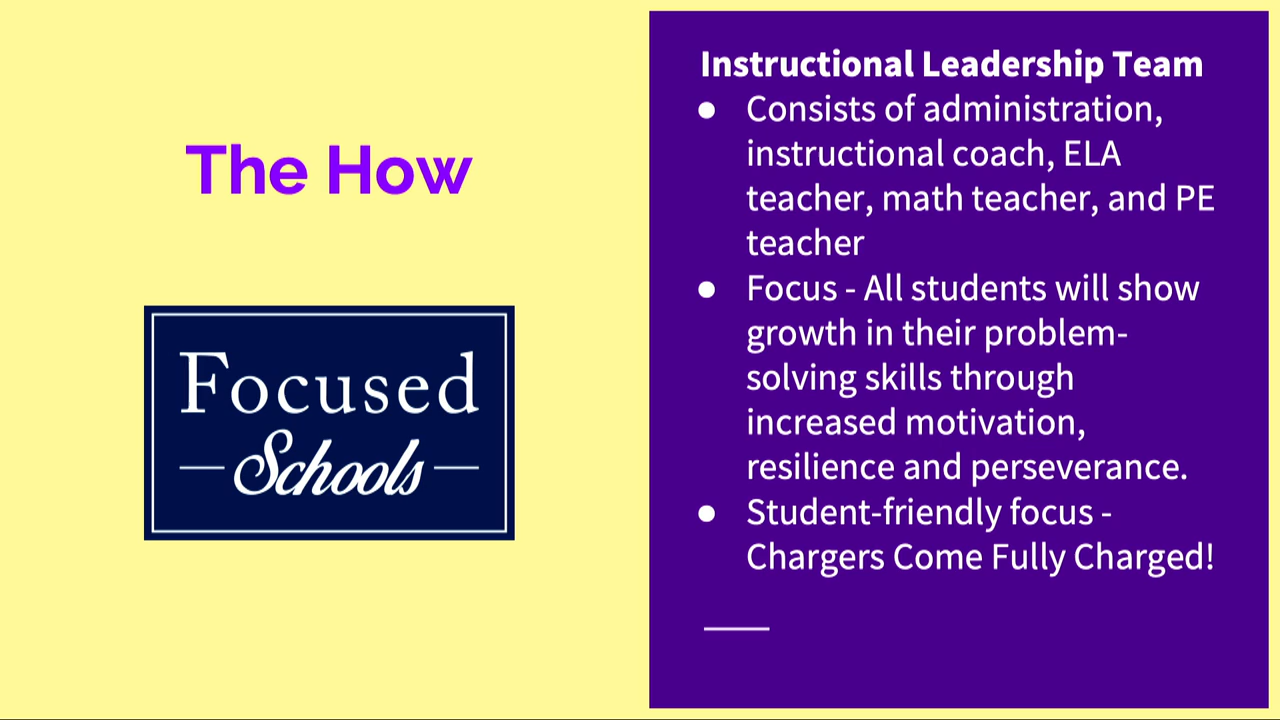 The How
Focused
Schools
Instructional Leadership Team
● Consists of administration,
instructional coach, ELA
teacher, math teacher, and PE
teacher
● Focus - All students will show
growth in their problem-
solving skills through
increased motivation,
resilience and perseverance.
● Student-friendly focus -
Chargers Come Fully Charged!